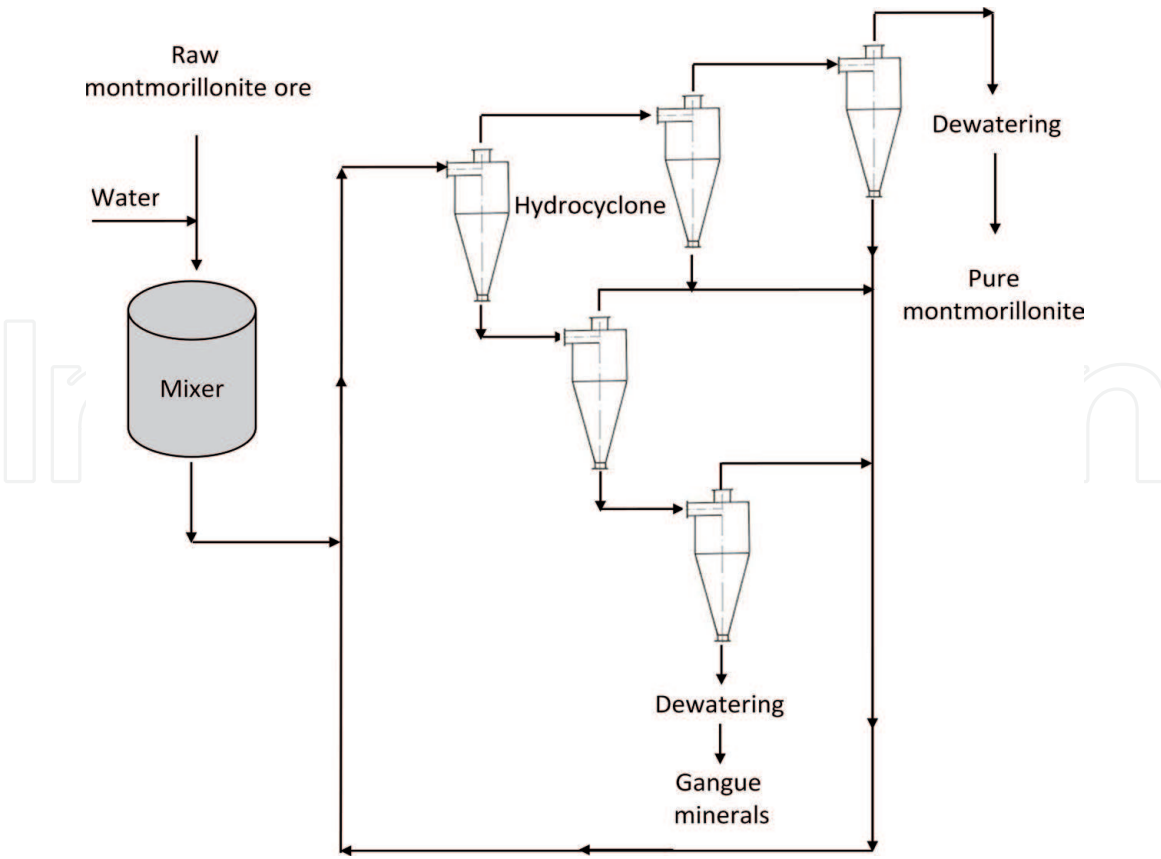 Raw
montmorillonite ore
Water
Mixer
Hydrocyclone
Dewatering
Pure
montmorillonite
Dewatering
Gangue
minerals